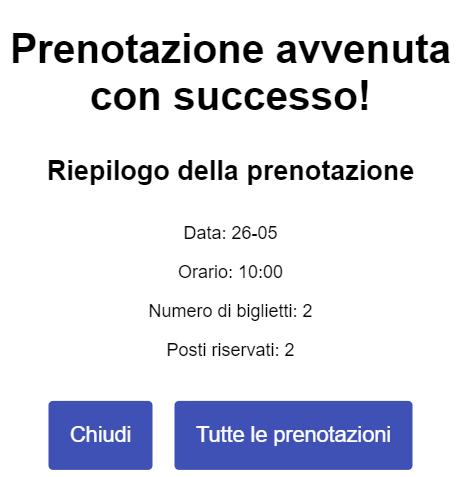 Prenotazione avvenuta
con successo!
Riepilogo della prenotazione
Data: 26-05
Orario: 10:00
Numero di biglietti: 2
Posti riservati: 2
Chiudi
Tutte le prenotazioni